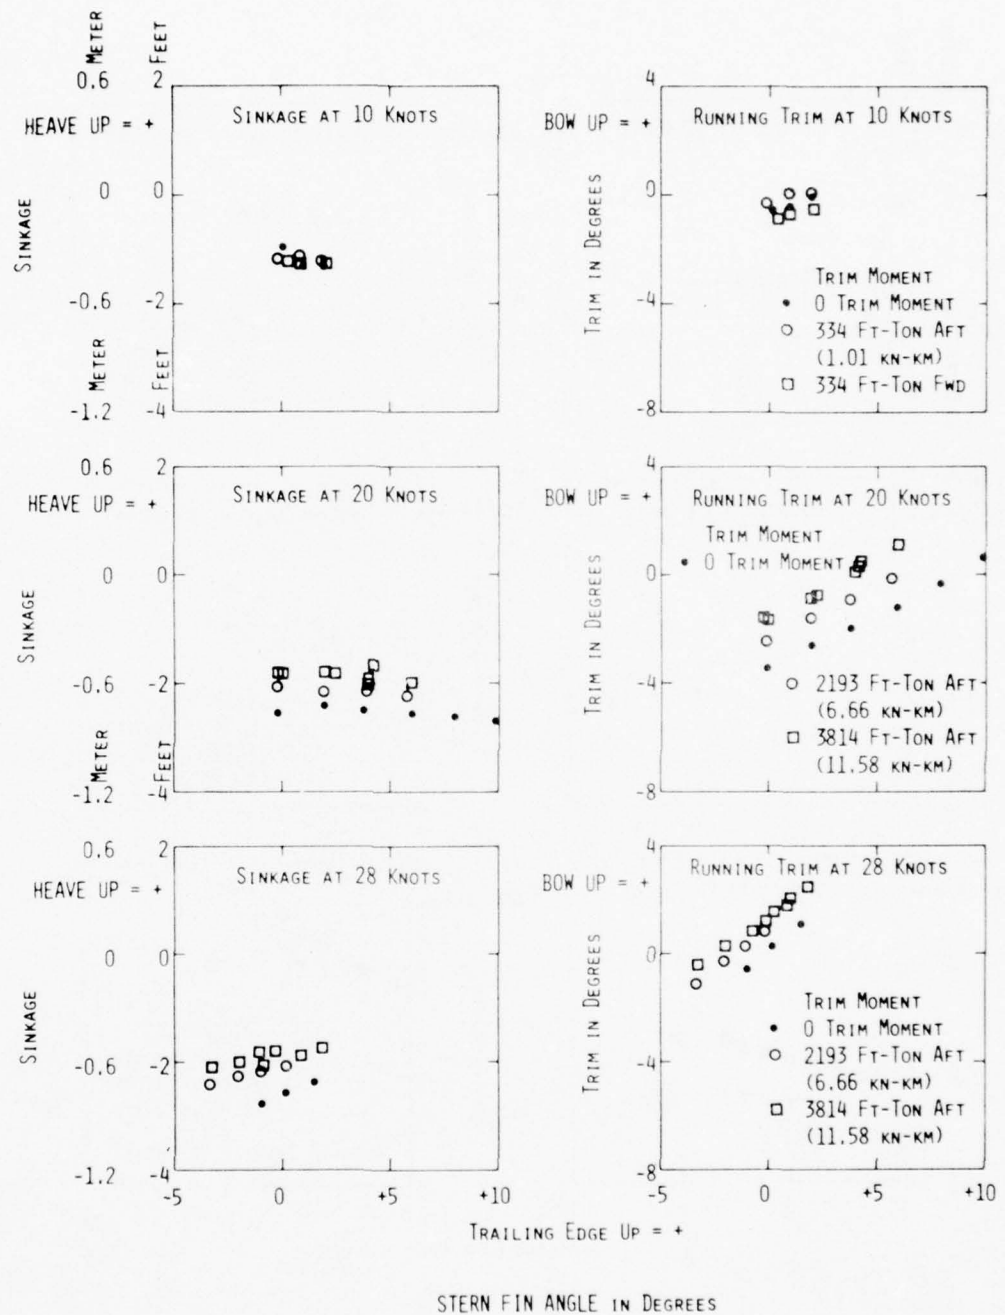 METER
FEET
0.6
2
HEAVE UP = +
SINKAGE AT 10 KNOTS
0
0
SINKAGE
-0.6
-2
METER
FEET
-1.2
-4
4
BOW UP = +
RUNNING TRIM AT 10 KNOTS
0
TRIM IN DEGREES
TRIM MOMENT
0 TRIM MOMENT
-4
334 FT-TON AFT
(1.01 KN-KM)
334 FT-TON FWD
-8
0.6
2
HEAVE UP = +
SINKAGE AT 20 KNOTS
0
0
SINKAGE
-0.6
-2
METER
FEET
-1.2
-4
4
BOW UP = +
RUNNING TRIM AT 20 KNOTS
TRIM MOMENT
0 TRIM MOMENT
0
TRIM IN DEGREES
-4
2193 FT-TON AFT
(6.66 KN-KM)
3814 FT-TON AFT
(11.58 KN-KM)
-8
0.6
2
HEAVE UP = +
SINKAGE AT 28 KNOTS
0
0
SINKAGE
-0.6
-2
-1.2
-4
-5
0
+5
+10
4
BOW UP = +
RUNNING TRIM AT 28 KNOTS
0
TRIM IN DEGREES
TRIM MOMENT
0 TRIM MOMENT
-4
2193 FT-TON AFT
(6.66 KN-KM)
3814 FT-TON AFT
(11.58 KN-KM)
-8
-5
0
+5
+10
TRAILING EDGE UP = +
STERN FIN ANGLE IN DEGREES